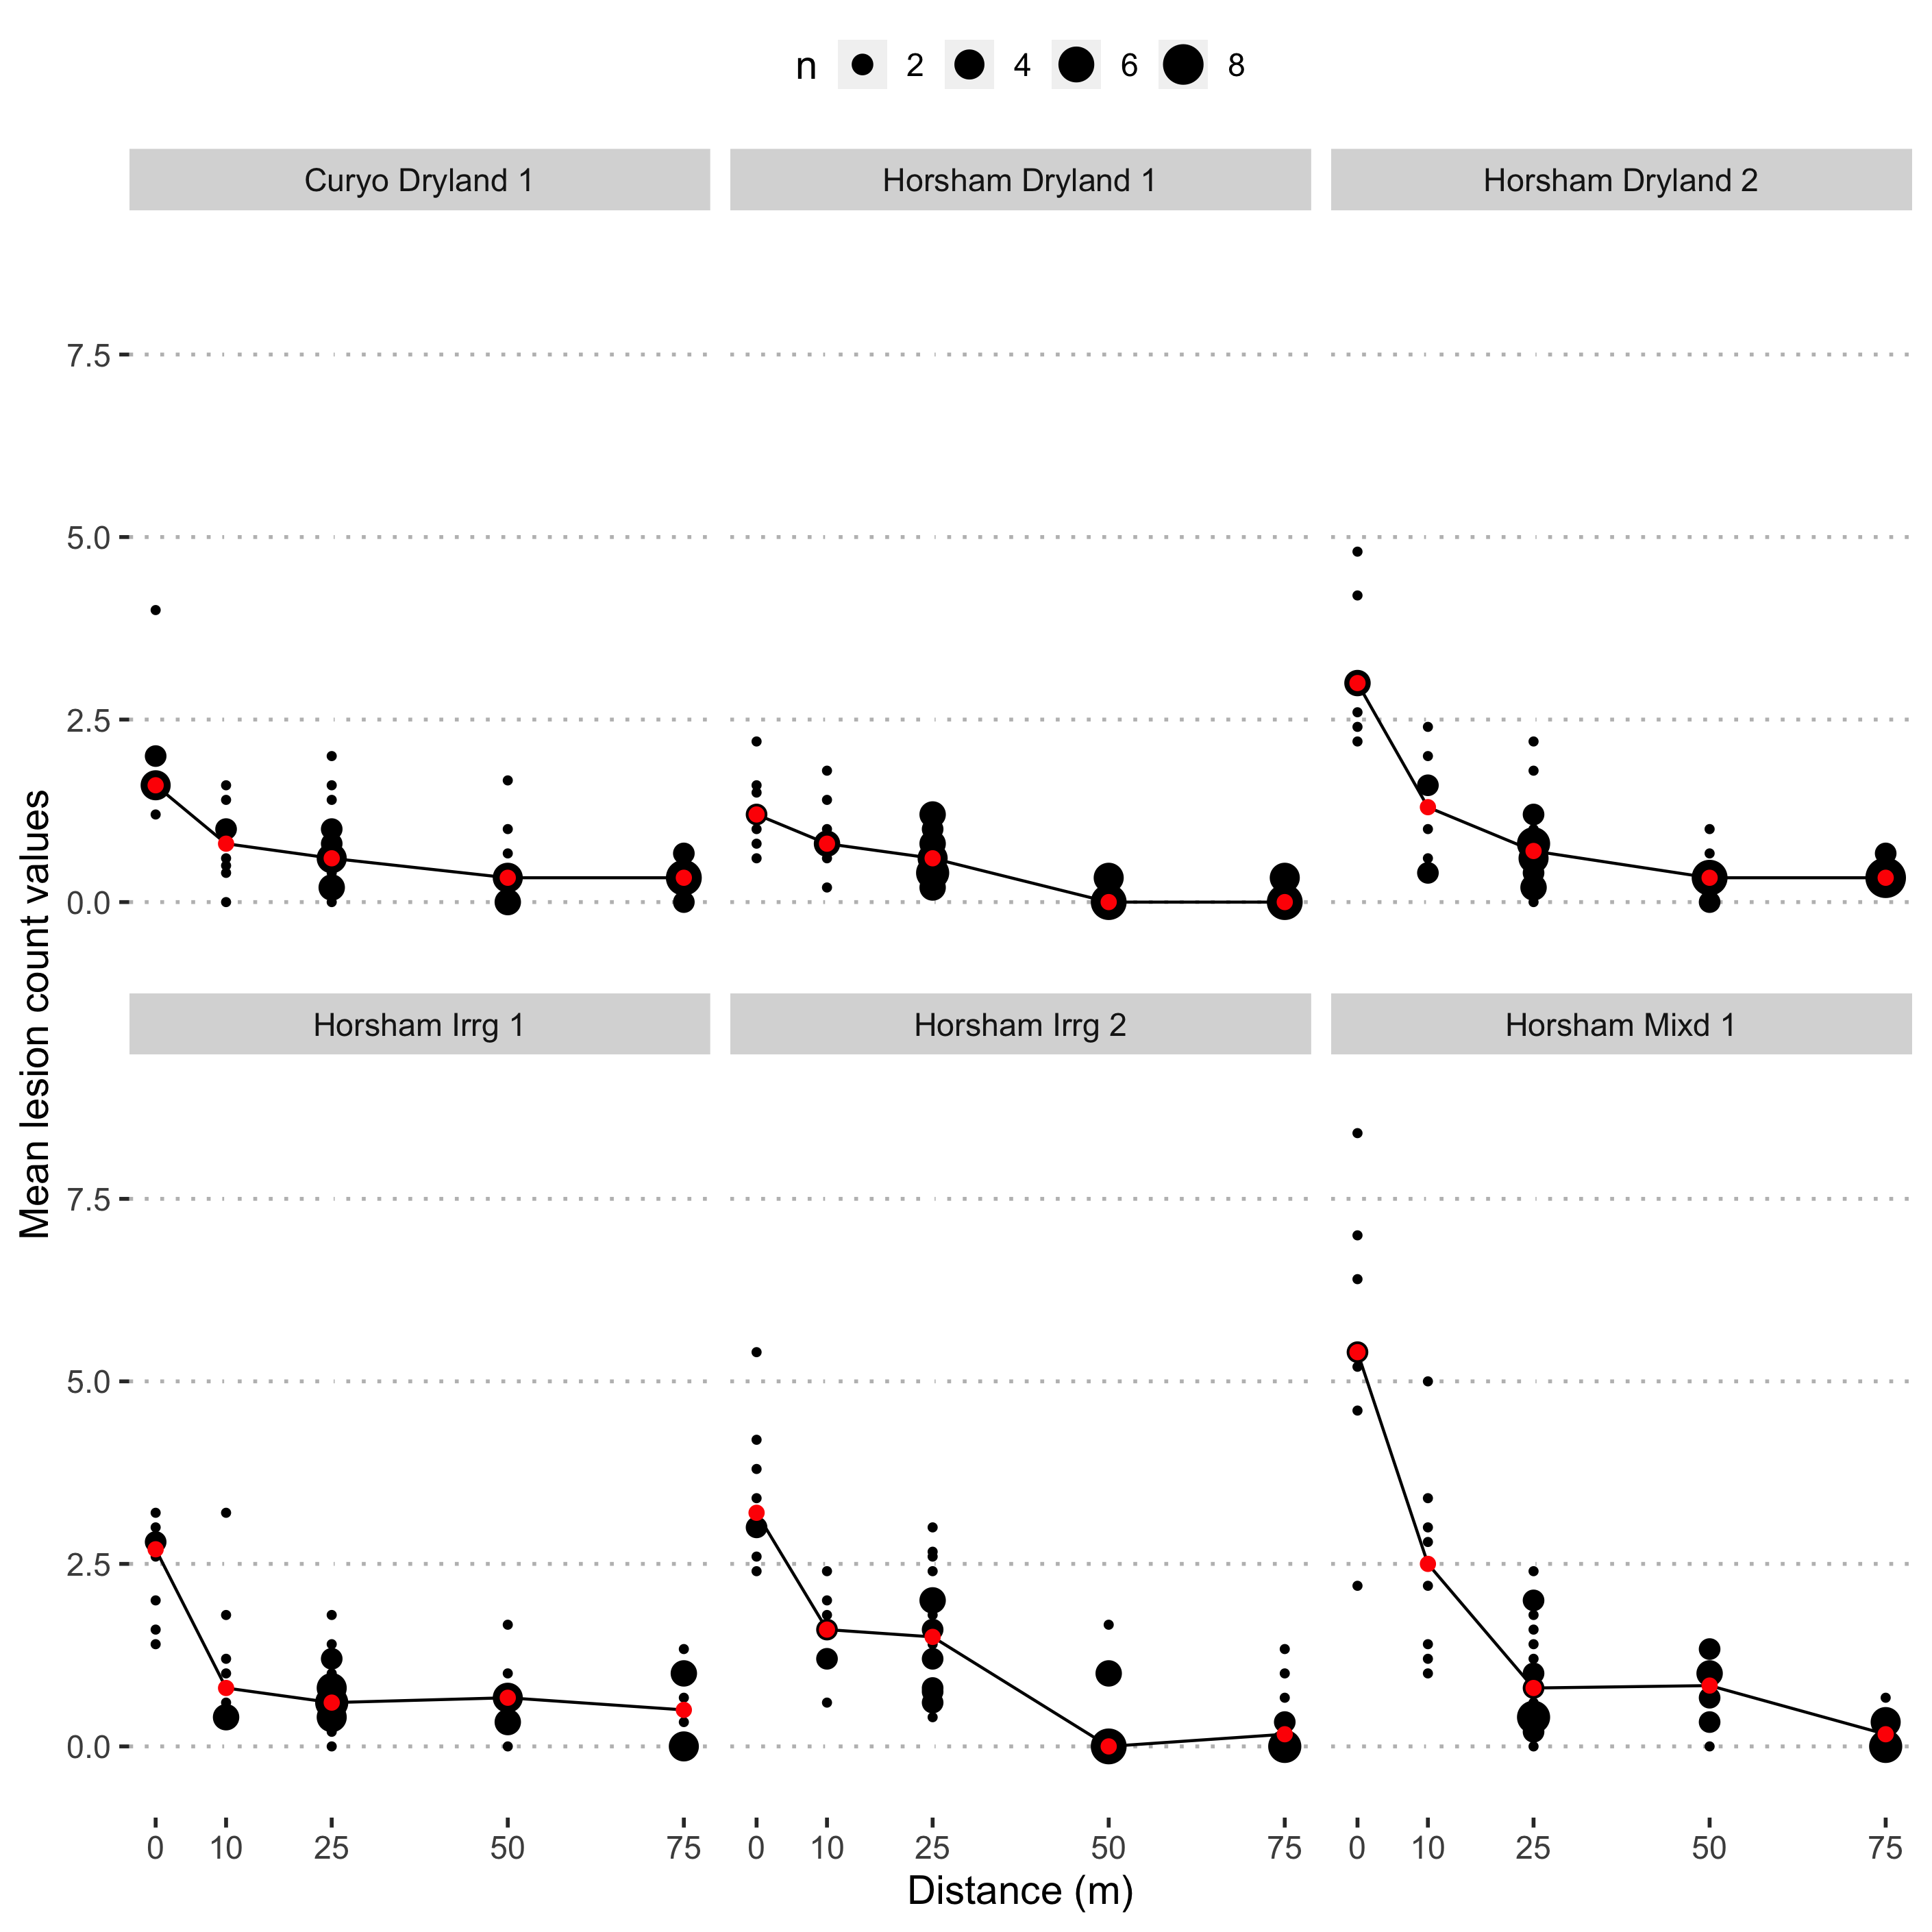 n 2 4 6 8
Curyo Dryland 1 Horsham Dryland 1 Horsham Dryland 2
7.5
5.0
2.5
0.0
Mean lesion count values
Horsham Irrg 1 Horsham Irrg 2 Horsham Mixd 1
7.5
5.0
2.5
0.0
0 10 25 50 75 0 10 25 50 75 0 10 25 50 75
Distance (m)